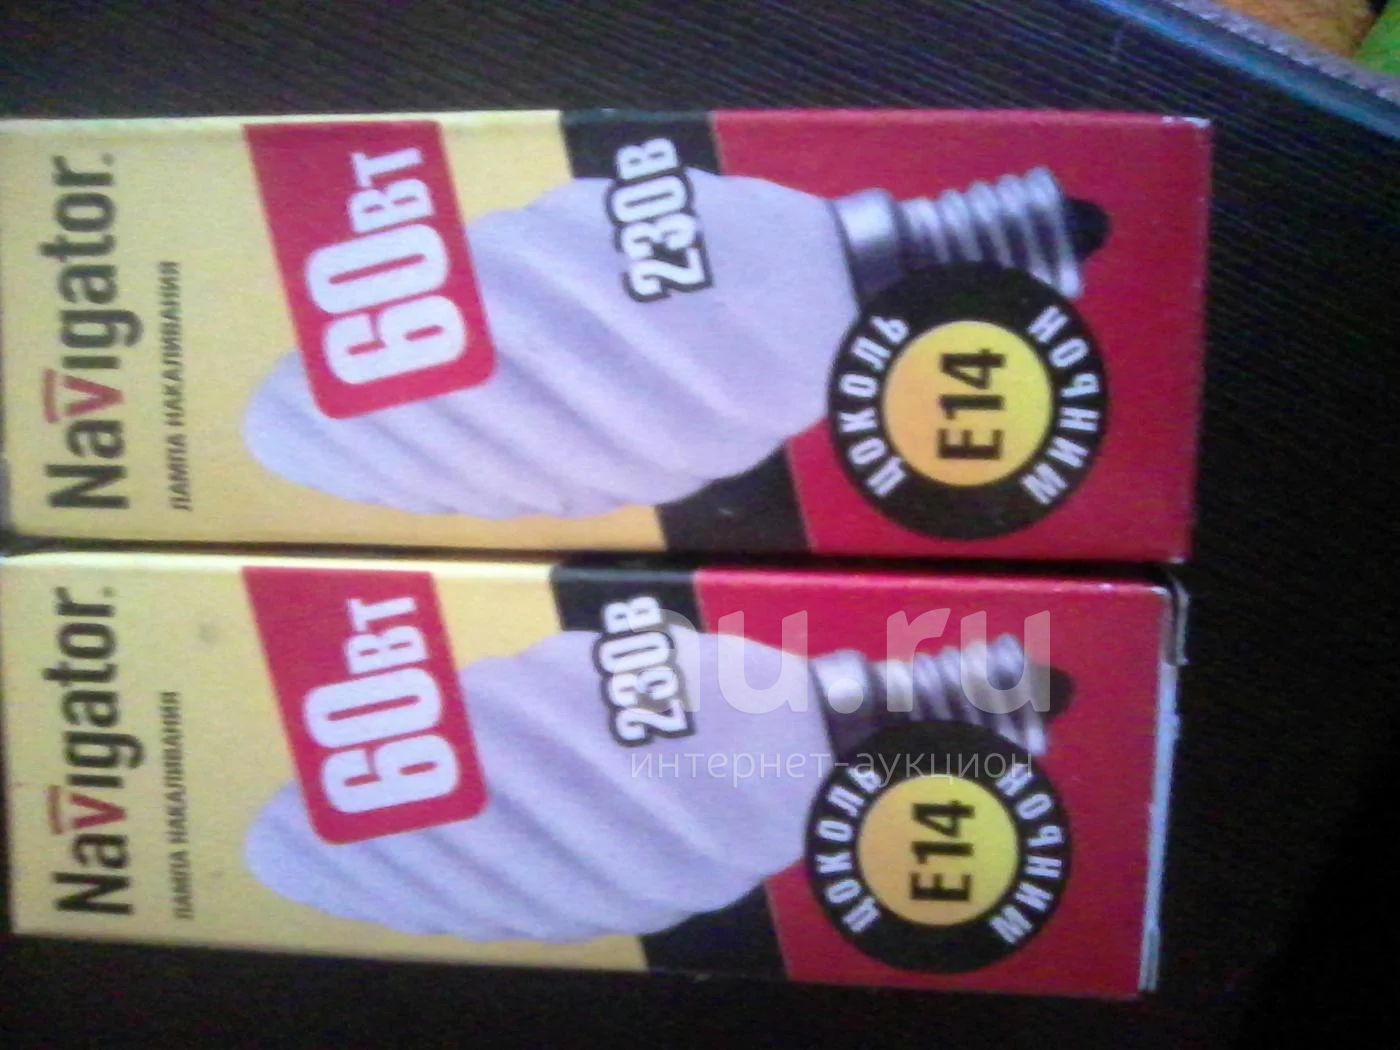 Navigator
ЛАМПА НАКАЛИВАНИЯ
60ВТ
230В
ЦОКОЛЬ
E14
МИНЬОН
Navigator
ЛАМПА НАКАЛИВАНИЯ
60ВТ
230В
ЦОКОЛЬ
E14
МИНЬОН
au.ru
интернет-аукцион